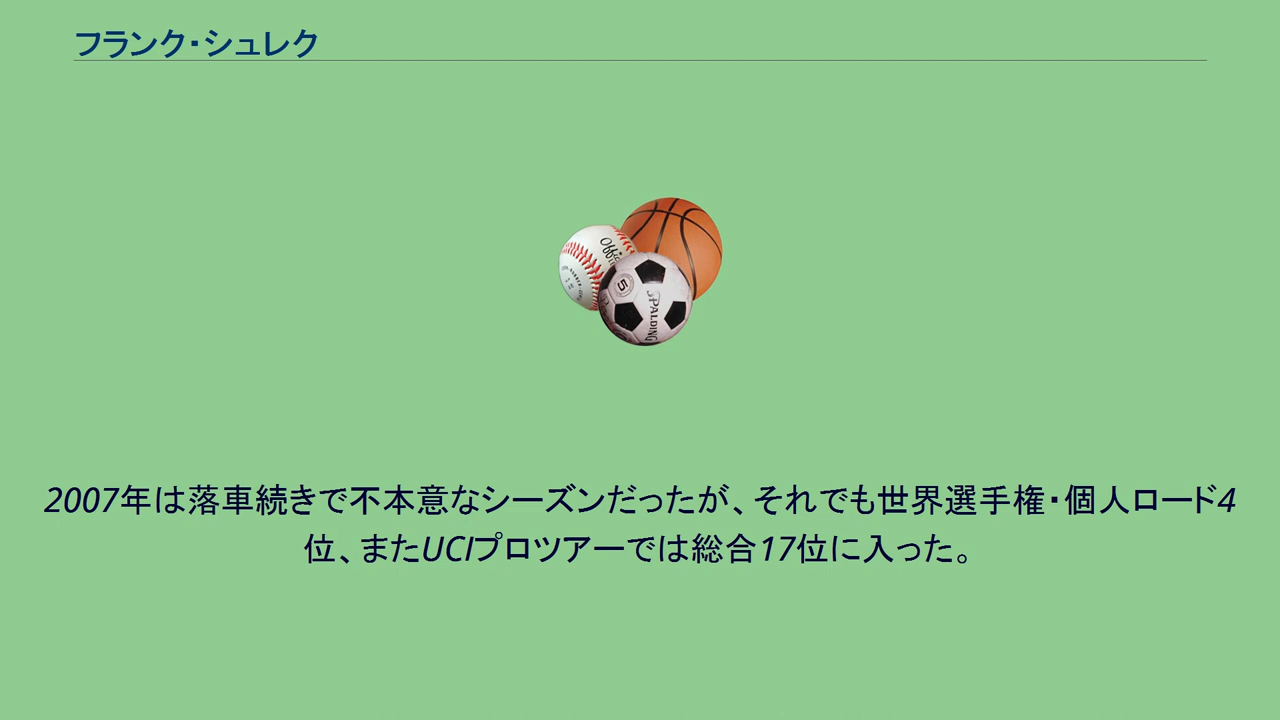 フランク・シュレク
5
SPALDING
2007年は落車続きで不本意なシーズンだったが、それでも世界選手権・個人ロード4
位、またUCIプロツアーでは総合17位に入った。